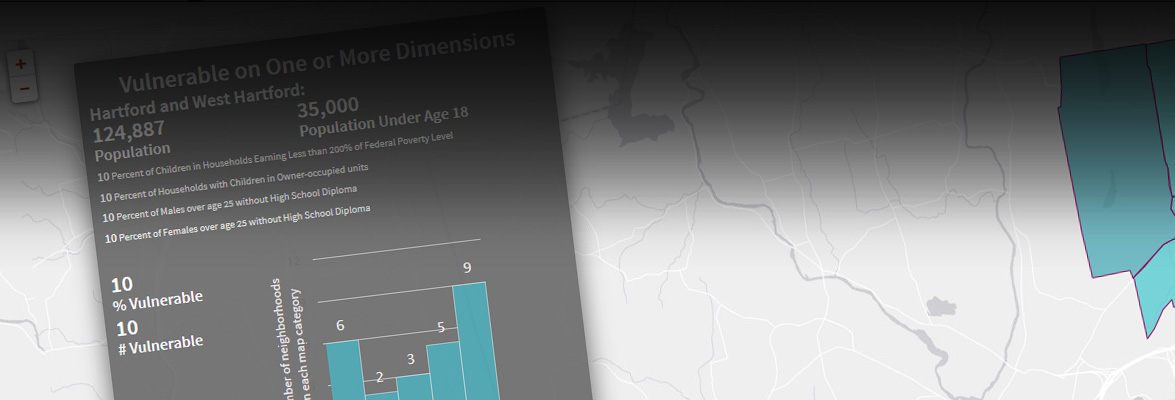 +
−
Vulnerable on One or More Dimensions
Hartford and West Hartford:
124,887
Population
35,000
Population Under Age 18
10 Percent of Children in Households Earning Less than 200% of Federal Poverty Level
10 Percent of Households with Children in Owner-occupied units
10 Percent of Males over age 25 without High School Diploma
10 Percent of Females over age 25 without High School Diploma
10
% Vulnerable
10
# Vulnerable
of neighborhoods
each map category
12
6
2
3
5
9